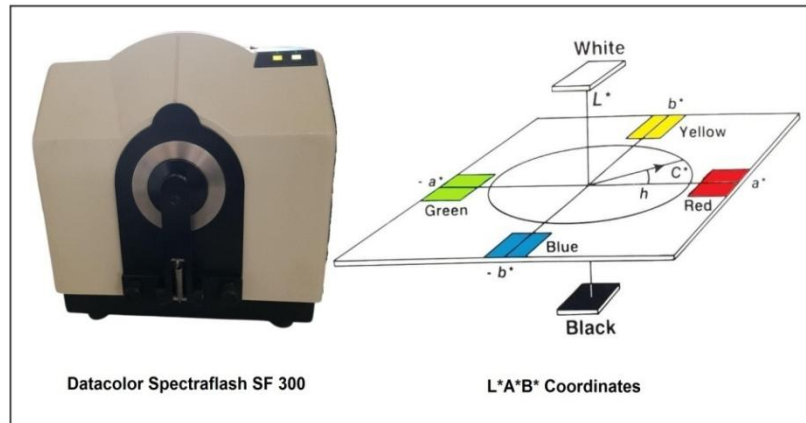 White
L*
b*
Yellow
- a*
Green
C*
h
Red
a*
Blue
- b*
Black
Datacolor Spectraflash SF 300
L*A*B* Coordinates